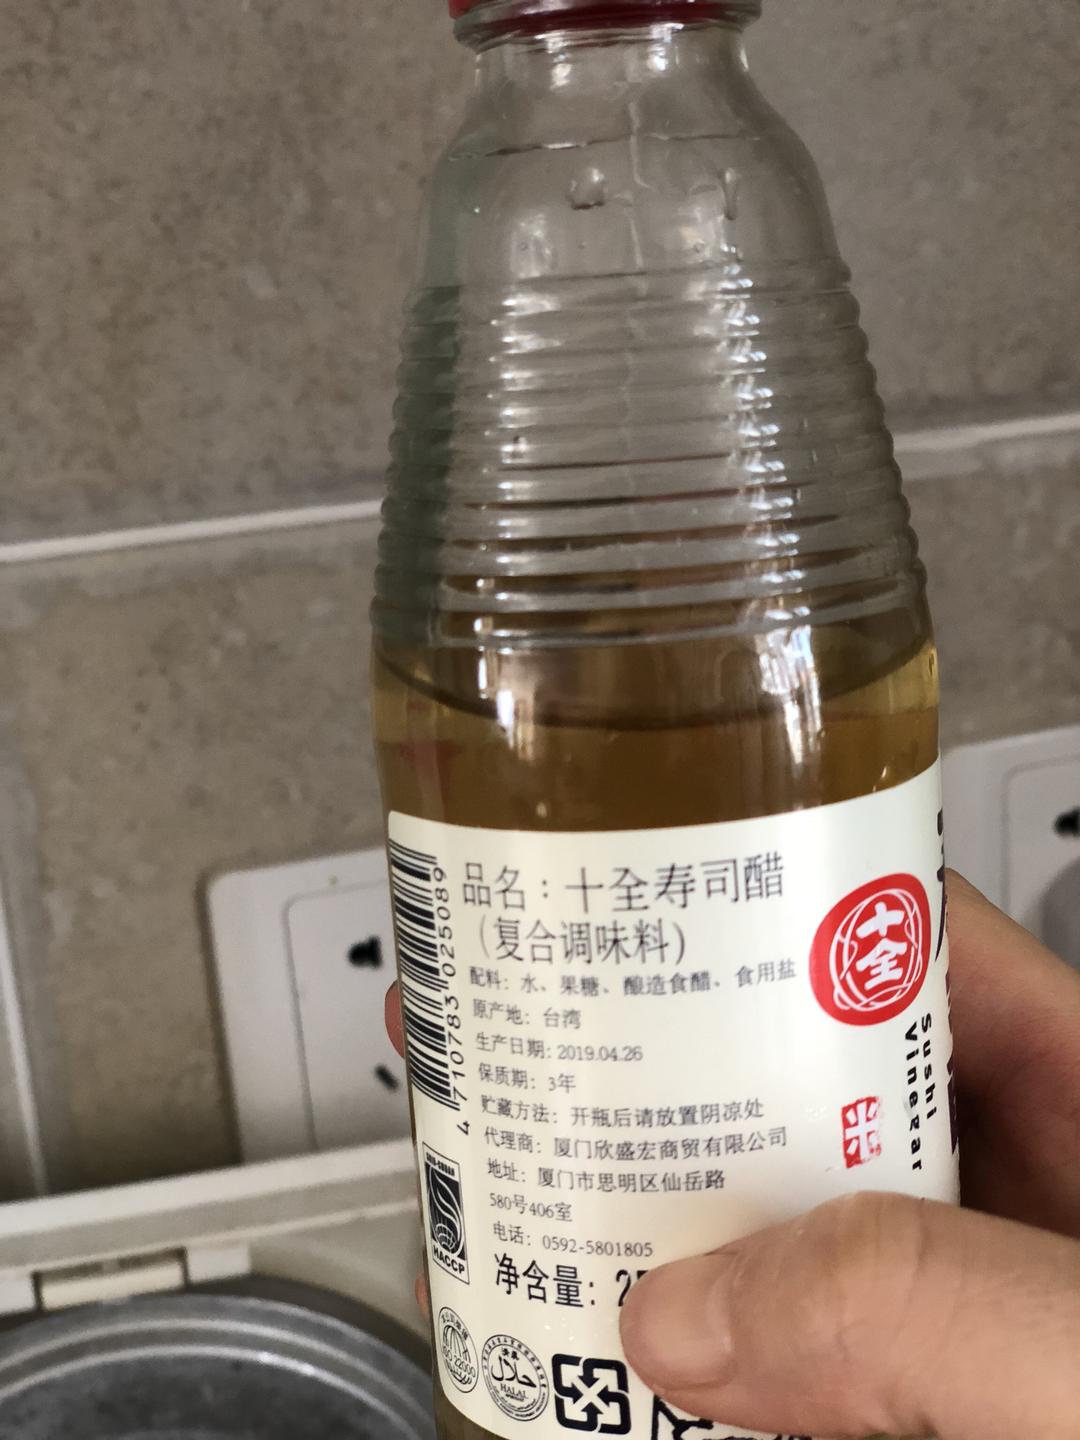 品名：十全寿司醋
（复合调味料）
配料：水、果糖、酿造食醋、食用盐
原产地：台湾
生产日期：2019.04.26
保质期：3年
贮藏方法：开瓶后请放置阴凉处
代理商：厦门欣盛宏商贸有限公司
地址：厦门市思明区仙岳路
580号406室
电话：0592-5801805
净含量：
4 710783 025089
十全
Sushi
Vinegar
米
HACCP
ISO 22000
HALAL